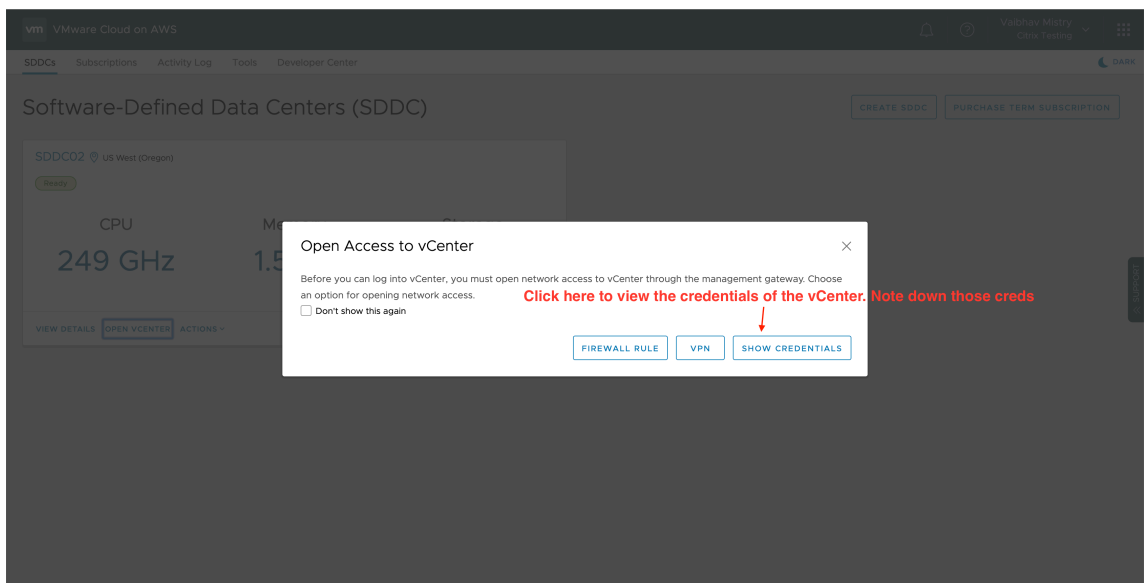 vm VMware Cloud on AWS
Vaibhav Mistry
Citrix Testing
SDDCs Subscriptions Activity Log Tools Developer Center
DARK
Software-Defined Data Centers (SDDC)
CREATE SDDC PURCHASE TERM SUBSCRIPTION
SDDC02 US West (Oregon)
Ready
CPU
249 GHz
1.5
VIEW DETAILS OPEN VCENTER ACTIONS
SUPPORT
Open Access to vCenter
Before you can log into vCenter, you must open network access to vCenter through the management gateway. Choose
an option for opening network access.
Click here to view the credentials of the vCenter. Note down those creds
Don't show this again
FIREWALL RULE VPN SHOW CREDENTIALS